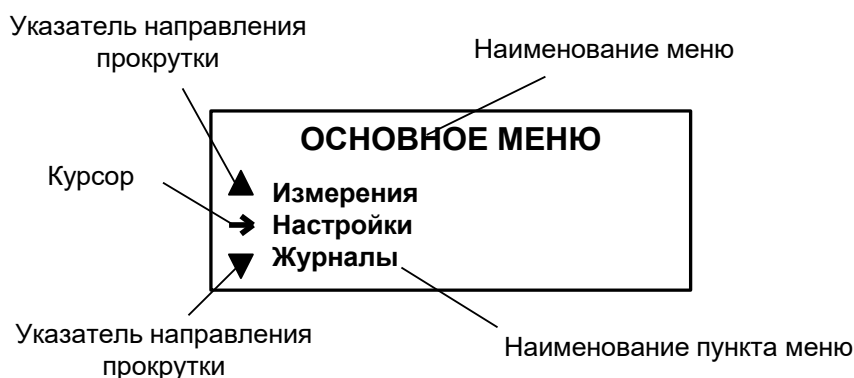 Указатель направления
прокрутки
Наименование меню
ОСНОВНОЕ МЕНЮ
Курсор
Измерения
Настройки
Журналы
Указатель направления
прокрутки
Наименование пункта меню